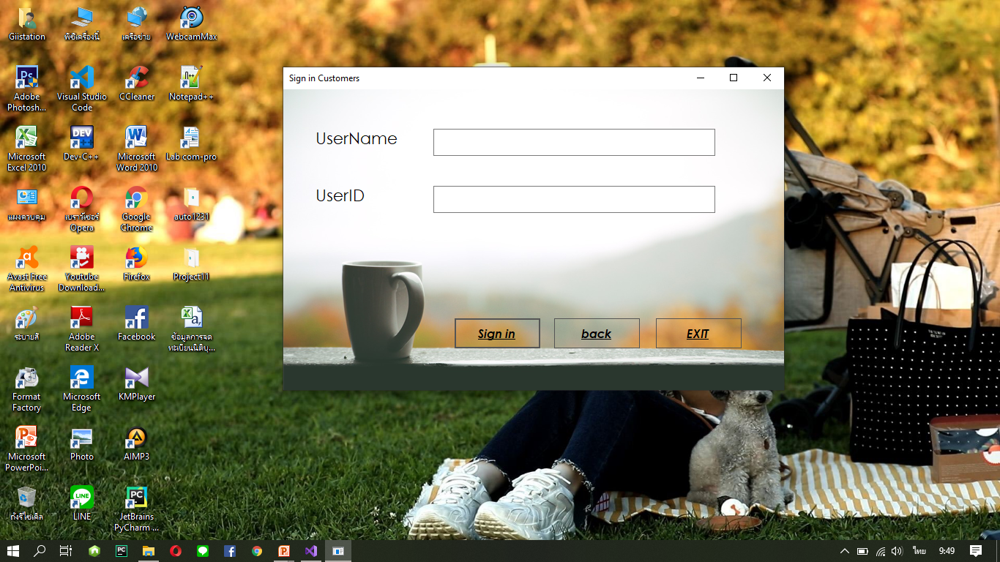 Sign in Customers
UserName
UserID
Sign in
back
EXIT
Giistation
พีซีเครื่องนี้
เครือข่าย
WebcamMax
Adobe
Photosh...
Visual Studio
Code
CCleaner
Notepad++
Microsoft
Excel 2010
Dev-C++
Microsoft
Word 2010
Lab com-pro
แผงควบคุม
เบราว์เซอร์
Opera
Google
Chrome
auto1231
Avast Free
Antivirus
Youtube
Download...
Firefox
Project11
ระบายสี
Adobe
Reader X
Facebook
ข้อมูลการจด
ทะเบียนนิติบุ...
Format
Factory
Microsoft
Edge
KMPlayer
Microsoft
PowerPoi...
Photo
AIMP3
ถังรีไซเคิล
LINE
JetBrains
PyCharm ...
ไทย
9:49